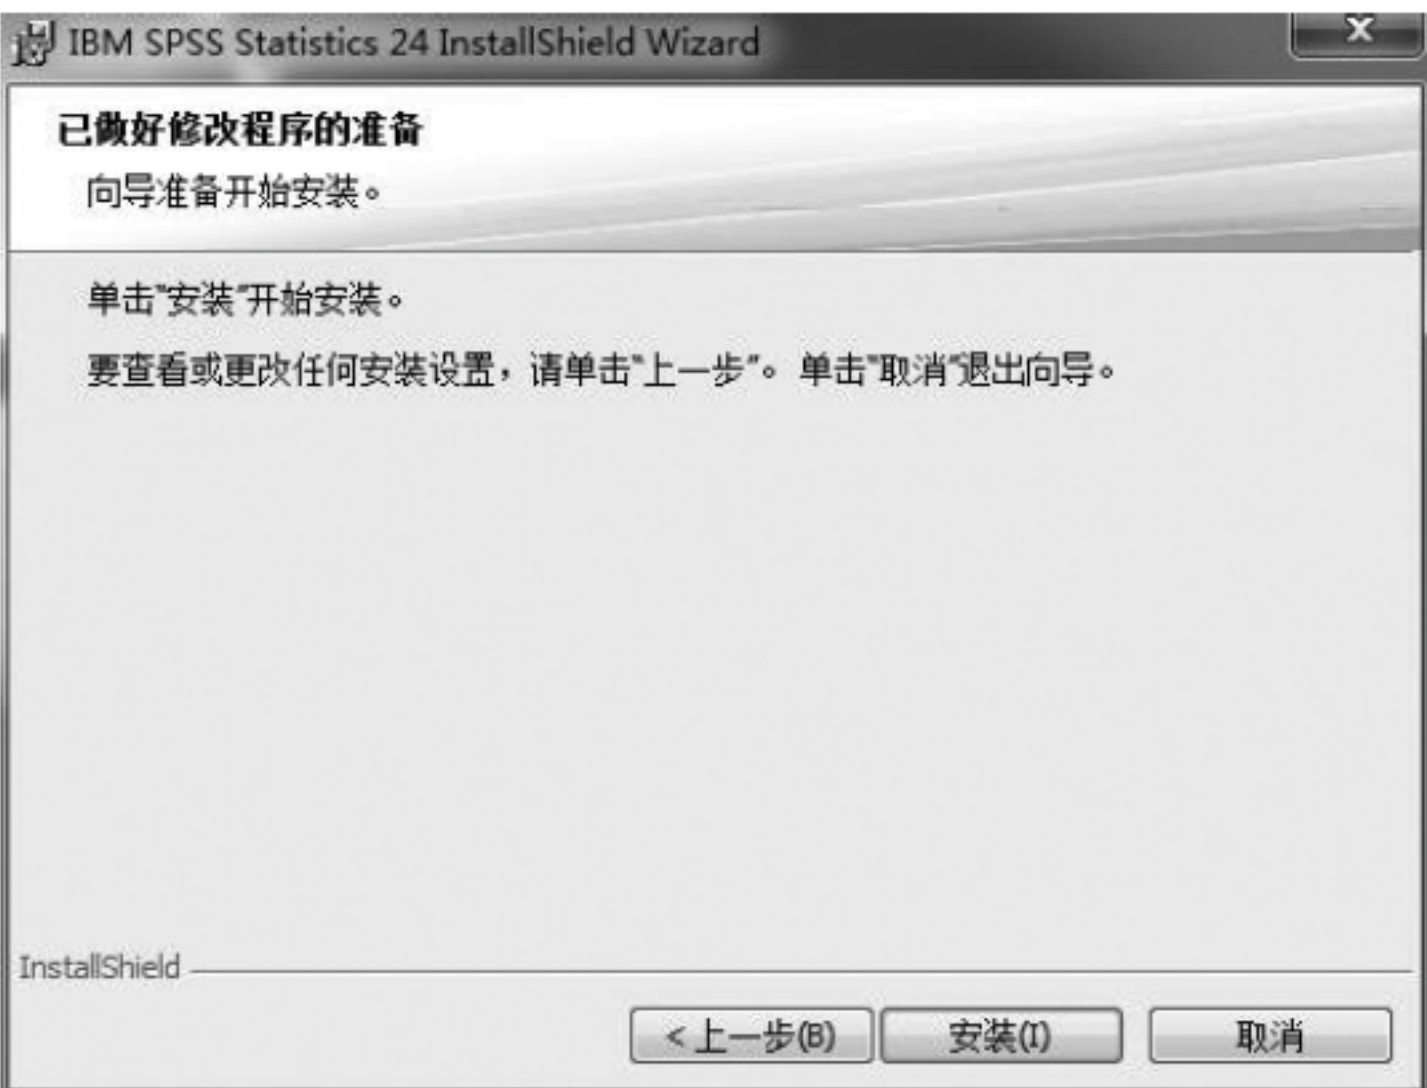 IBM SPSS Statistics 24 InstallShield Wizard
已做好修改程序的准备
向导准备开始安装。
单击"安装"开始安装。
要查看或更改任何安装设置，请单击"上一步"。 单击"取消"退出向导。
InstallShield
< 上一步(B) 安装(I) 取消